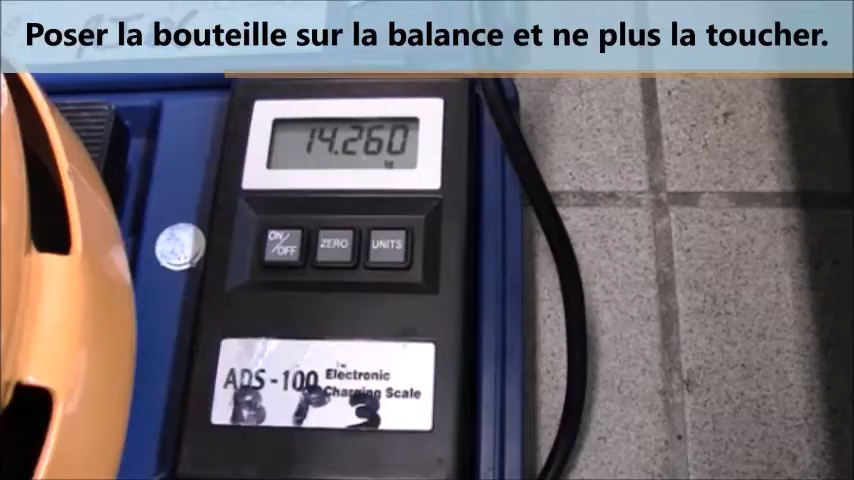 Poser la bouteille sur la balance et ne plus la toucher.
14.260
kg
ON/OFF
ZERO
UNITS
ADS-100 Electronic
Charging Scale
B P 3